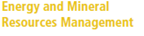 Energy and Mineral
Resources Management